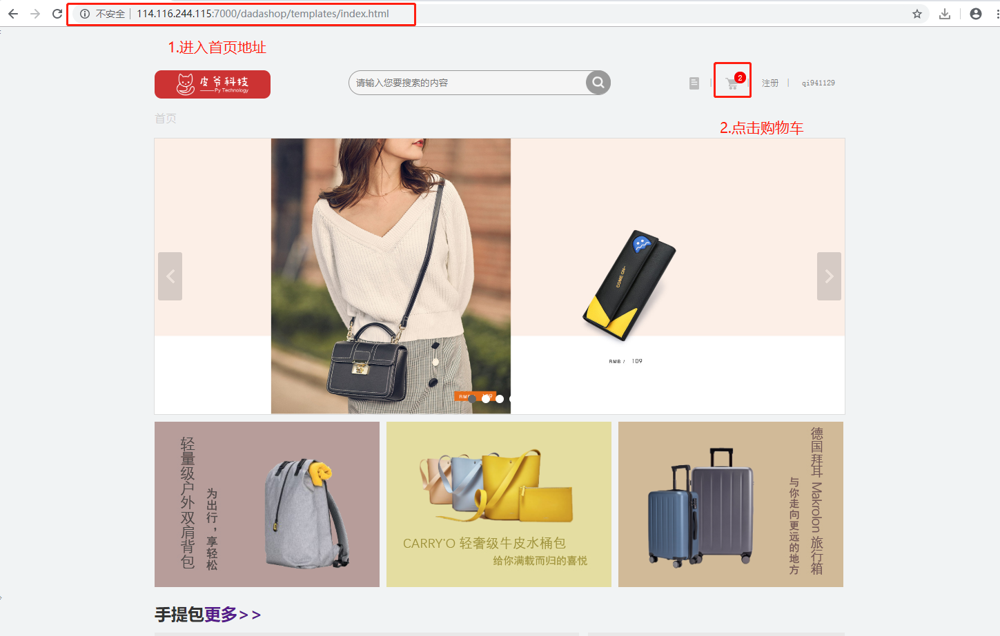 不安全 114.116.244.115:7000/dadashop/templates/index.html
1.进入首页地址
皮爷科技
Py Technology
请输入您要搜索的内容
2
注册
qi941129
首页
2.点击购物车
COME ON~
RMB / 109
轻量级户外双肩背包
为出行，享轻松
CARRY'O 轻奢级牛皮水桶包
给你满载而归的喜悦
德国拜耳 Makrolon 旅行箱
与你走向更远的地方
手提包更多>>